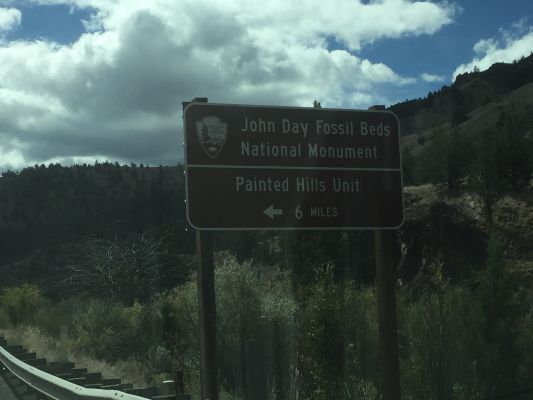 John Day Fossil Beds
National Monument
Painted Hills Unit
← 6 MILES